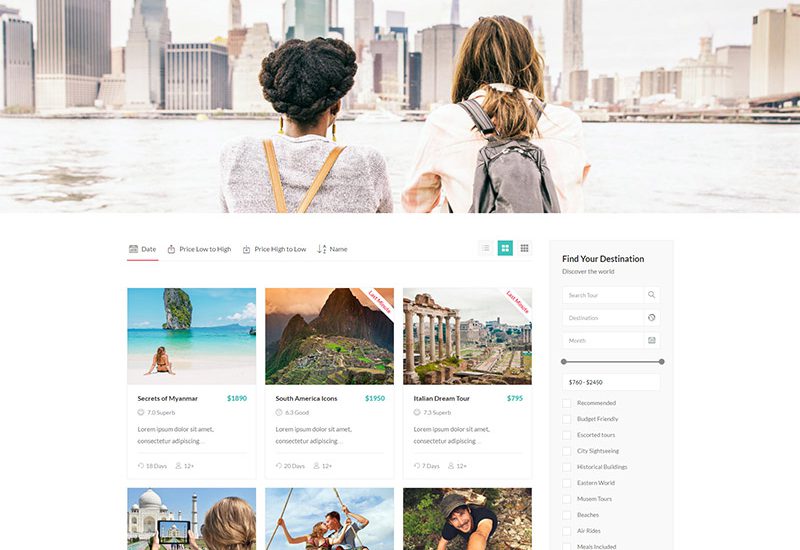 Date Price Low to High Price High to Low Name
Find Your Destination
Discover the world
Search Tour
Destination
Month
$760 - $2450
Recommended
Budget Friendly
Escorted tours
City Sightseeing
Historical Buildings
Eastern World
Musem Tours
Beaches
Air Rides
Meals Included
Secrets of Myanmar $1890
7.0 Superb
Lorem ipsum dolor sit amet,
consectetur adipiscing ...
18 Days 12+
Last Minute
South America Icons $1950
6.3 Good
Lorem ipsum dolor sit amet,
consectetur adipiscing ...
20 Days 12+
Last Minute
Italian Dream Tour $795
7.3 Superb
Lorem ipsum dolor sit amet,
consectetur adipiscing ...
7 Days 12+